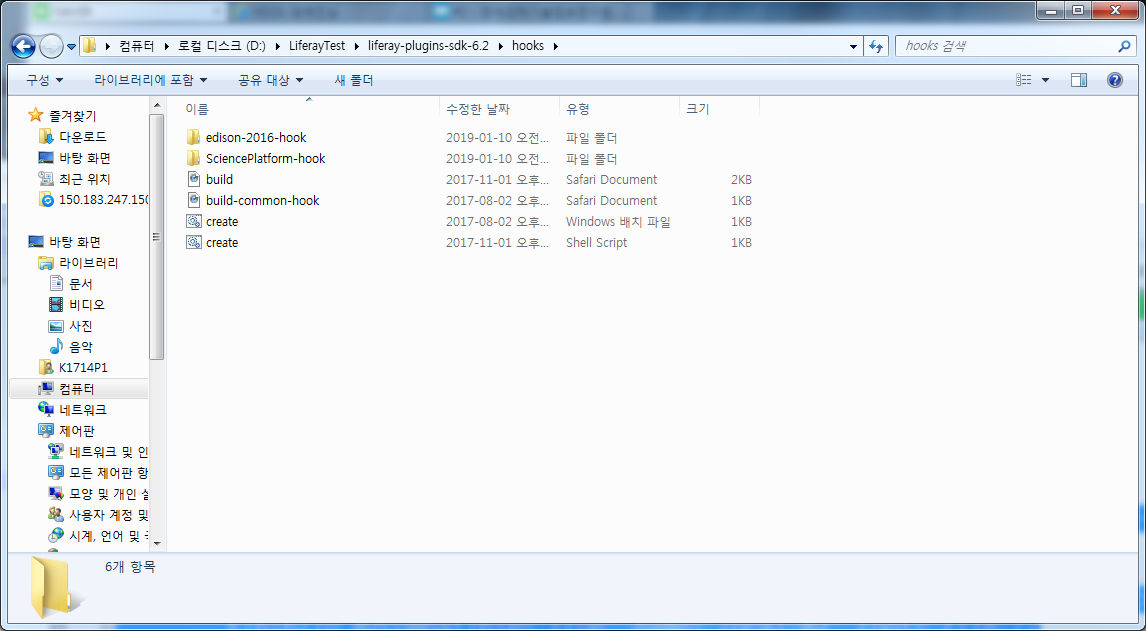 컴퓨터 로컬 디스크 (D:) LiferayTest liferay-plugins-sdk-6.2 hooks
hooks 검색
구성 라이브러리에 포함 공유 대상 새 폴더
즐겨찾기
다운로드
바탕 화면
최근 위치
150.183.247.150
바탕 화면
라이브러리
문서
비디오
사진
음악
K1714P1
컴퓨터
네트워크
제어판
네트워크 및 인
모든 제어판 항
모양 및 개인 설
사용자 계정 및
시계, 언어 및
이름 수정한 날짜 유형 크기
edison-2016-hook 2019-01-10 오전... 파일 폴더
SciencePlatform-hook 2019-01-10 오전... 파일 폴더
build 2017-11-01 오후... Safari Document 2KB
build-common-hook 2017-08-02 오후... Safari Document 1KB
create 2017-08-02 오후... Windows 배치 파일 1KB
create 2017-11-01 오후... Shell Script 1KB
6개 항목